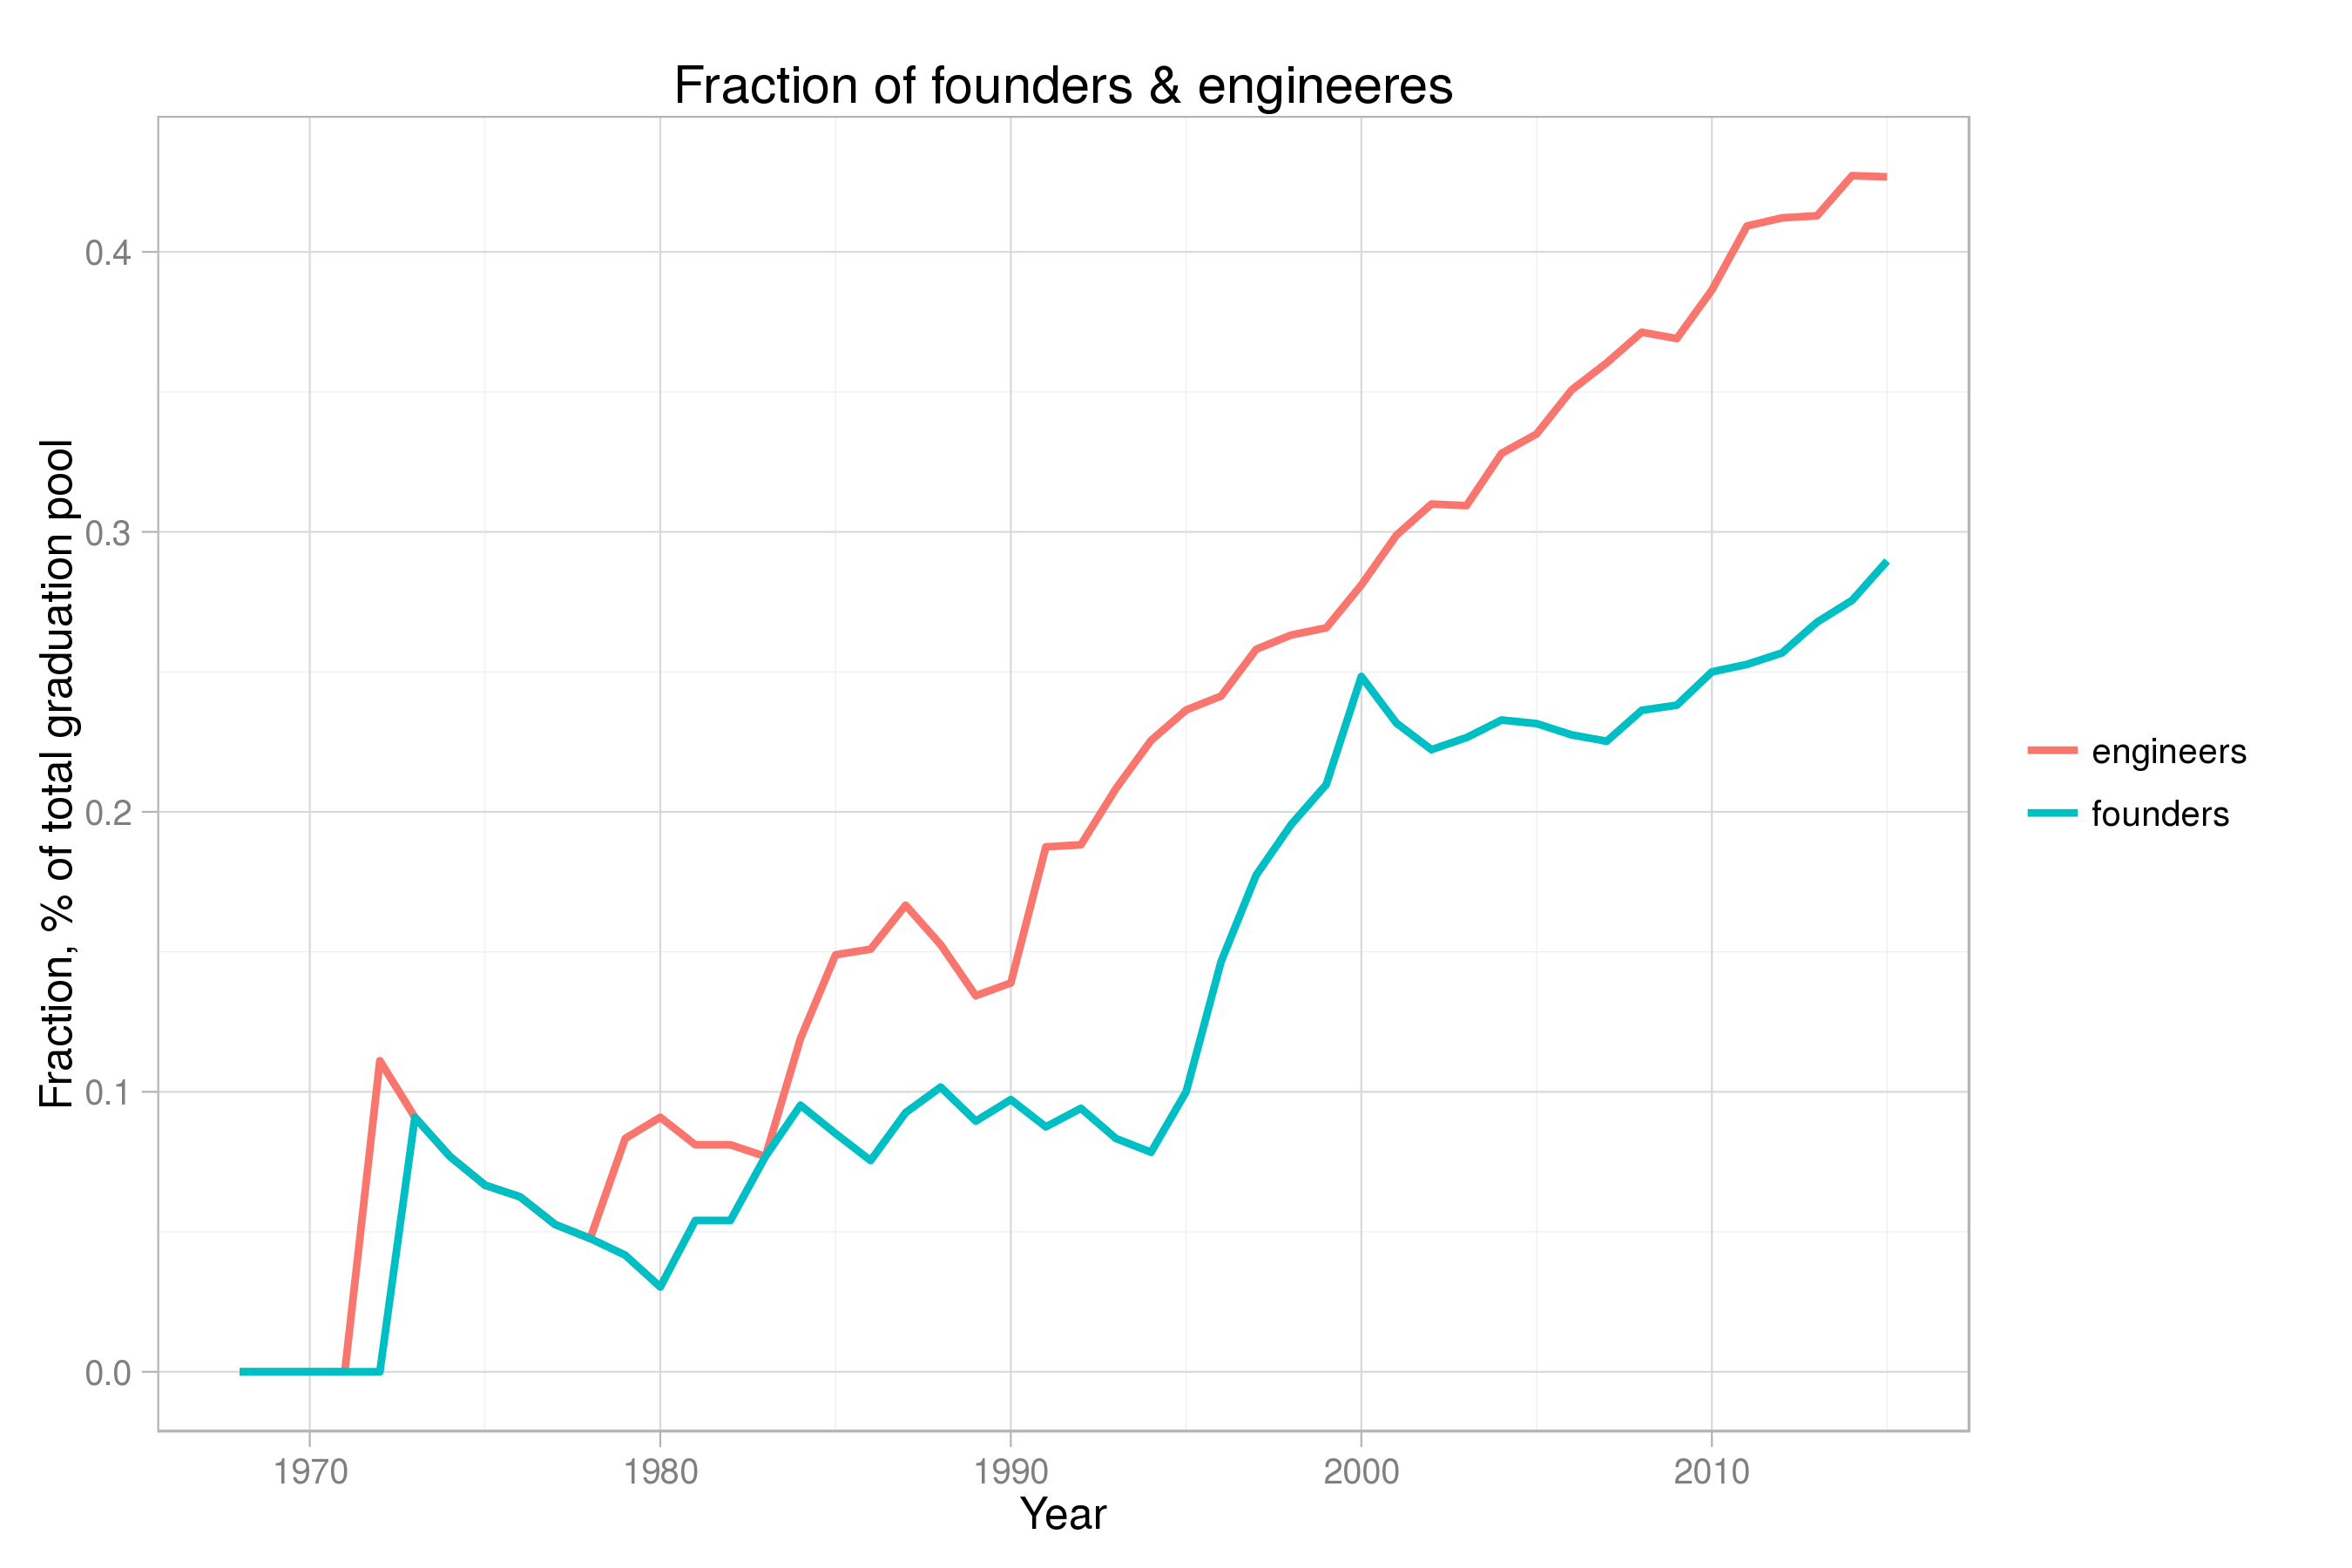 Fraction of founders & engineeres
Fraction, % of total graduation pool
0.4
0.3
0.2
0.1
0.0
1970 1980 1990 2000 2010
Year
engineers
founders